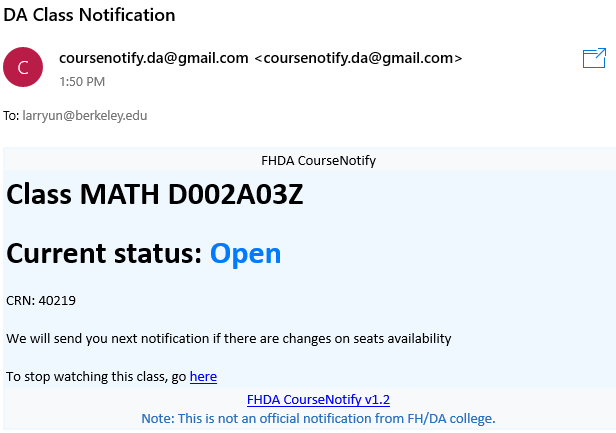 DA Class Notification
C
coursenotify.da@gmail.com <coursenotify.da@gmail.com>
1:50 PM
To: larryun@berkeley.edu
FHDA CourseNotify
Class MATH D002A03Z
Current status: Open
CRN: 40219
We will send you next notification if there are changes on seats availability
To stop watching this class, go here
FHDA CourseNotify v1.2
Note: This is not an official notification from FH/DA college.